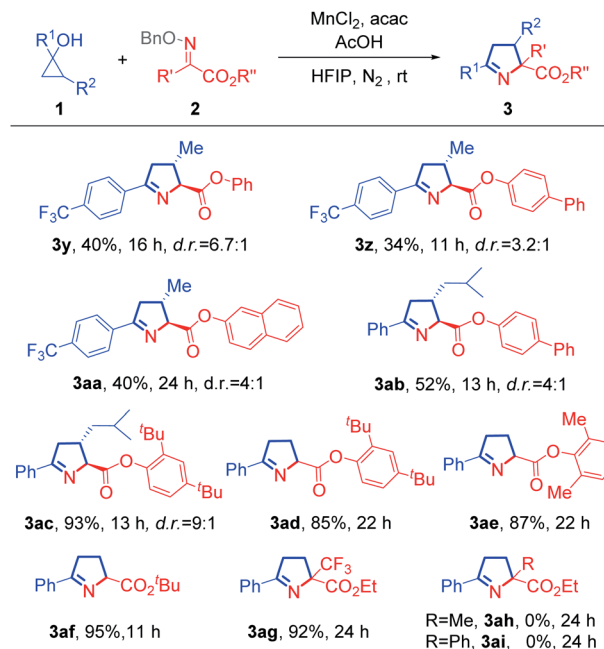 R¹ OH
R²
1
+
BnO N
R' CO₂R"
2
MnCl₂, acac
AcOH
HFIP, N₂ , rt
R²
R'
R¹ N CO₂R"
3
Me
F₃C N O Ph
O
3y, 40%, 16 h, d.r.=6.7:1
Me
F₃C N O Ph
O
3z, 34%, 11 h, d.r.=3.2:1
Me
F₃C N O
O
3aa, 40%, 24 h, d.r.=4:1
Ph N O Ph
O
3ab, 52%, 13 h, d.r.=4:1
ᵗBu
Ph N O ᵗBu
O
3ac, 93%, 13 h, d.r.=9:1
ᵗBu
Ph N O ᵗBu
O
3ad, 85%, 22 h
Me
Ph N O
O Me
3ae, 87%, 22 h
Ph N OᵗBu
O
3af, 95%,11 h
CF₃
Ph N CO₂Et
3ag, 92%, 24 h
R
Ph N CO₂Et
R=Me, 3ah, 0%, 24 h
R=Ph, 3ai, 0%, 24 h